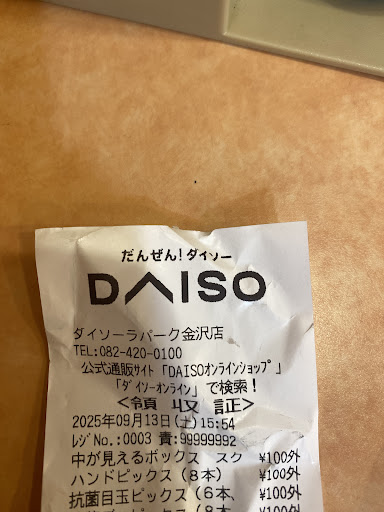 だんぜん!ダイソー
DAISO
ダイソーラパーク金沢店
TEL:082-420-0100
公式通販サイト「DAISOオンラインショップ」
「ダイソーオンライン」で検索!
<領 収 証>
2025年09月13日(土)15:54
レジNo.:0003 責:99999992
中が見えるボックス スク ¥100外
ハンドピックス(8本) ¥100外
抗菌目玉ピックス(6本、 ¥100外
(8本 ¥100外